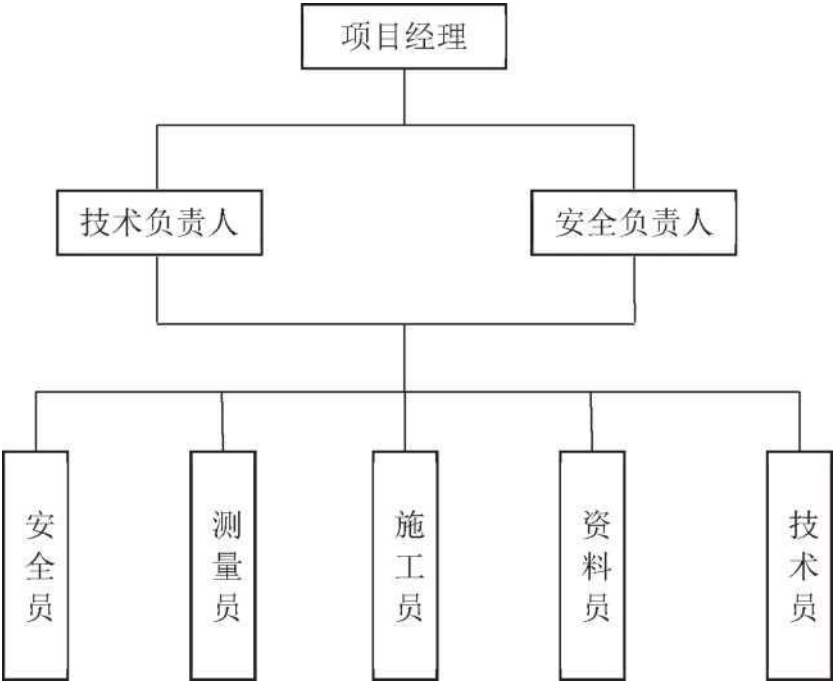 项目经理
技术负责人
安全负责人
安全员
测量员
施工员
资料员
技术员